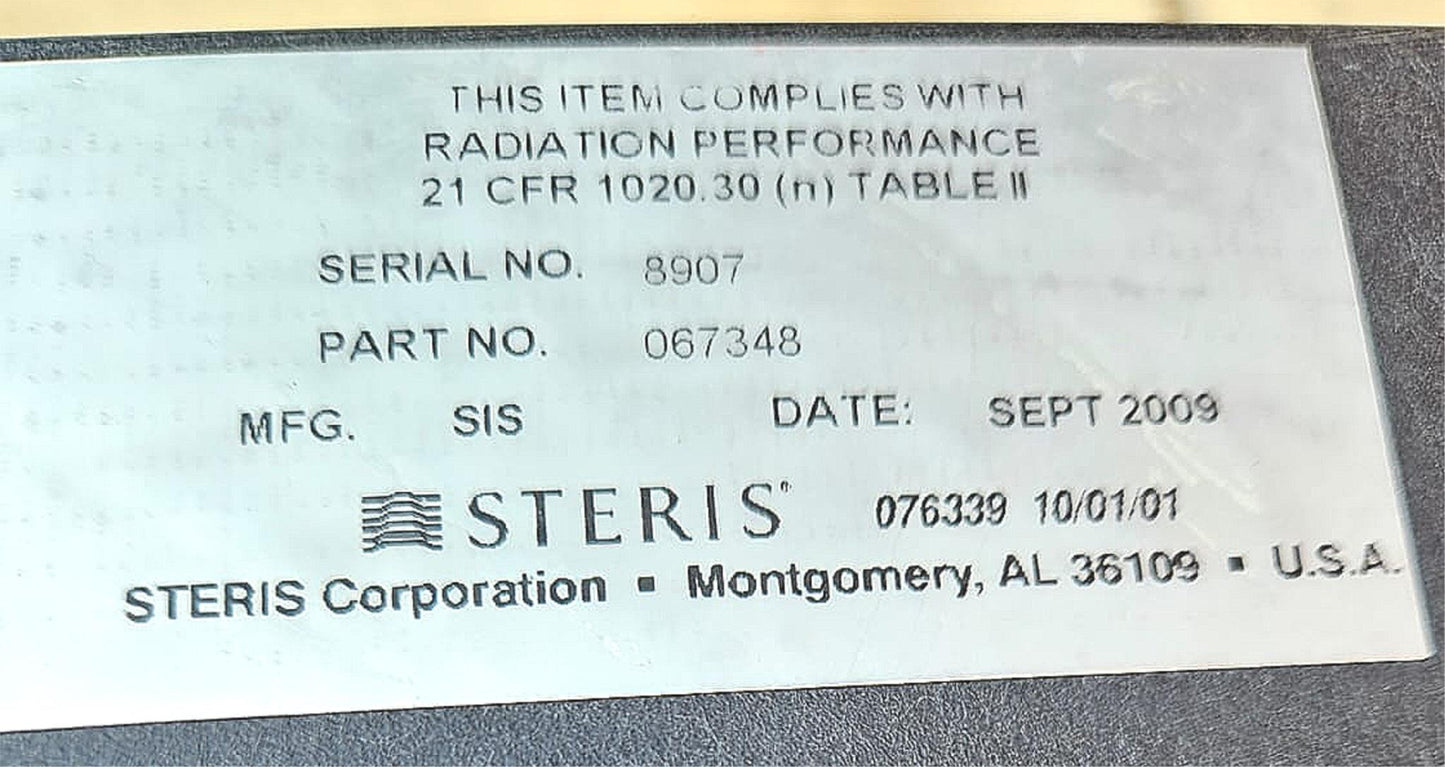 THIS ITEM COMPLIES WITH
RADIATION PERFORMANCE
21 CFR 1020.30 (n) TABLE II
SERIAL NO. 8907
PART NO. 067348
MFG. SIS DATE: SEPT 2009
STERIS® 076339 10/01/01
STERIS Corporation ▪ Montgomery, AL 36109 ▪ U.S.A.